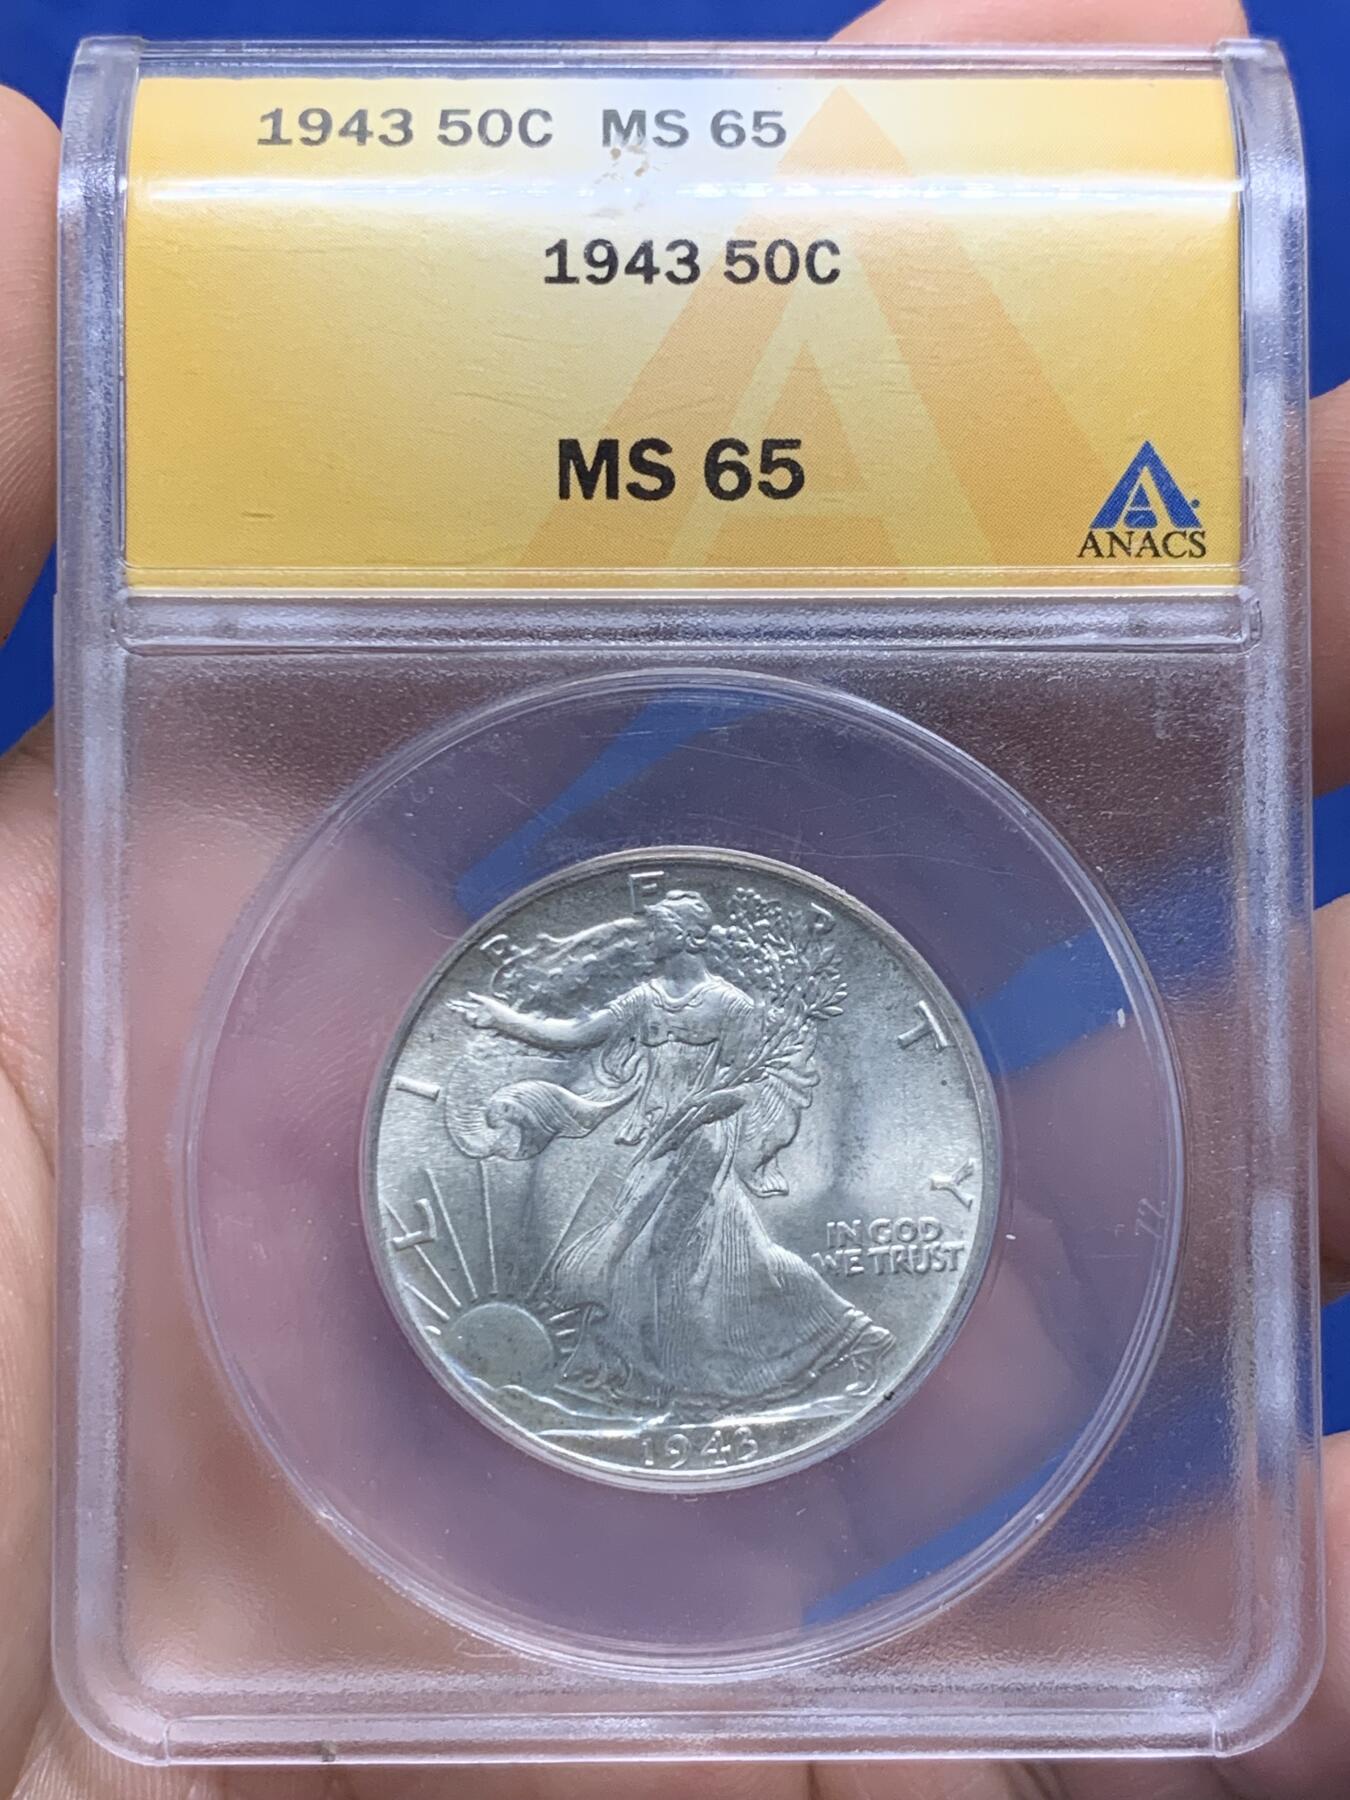 1943 50C MS 65
1943 50C
MS 65
ANACS
LIBERTY
IN GOD
WE TRUST
1943